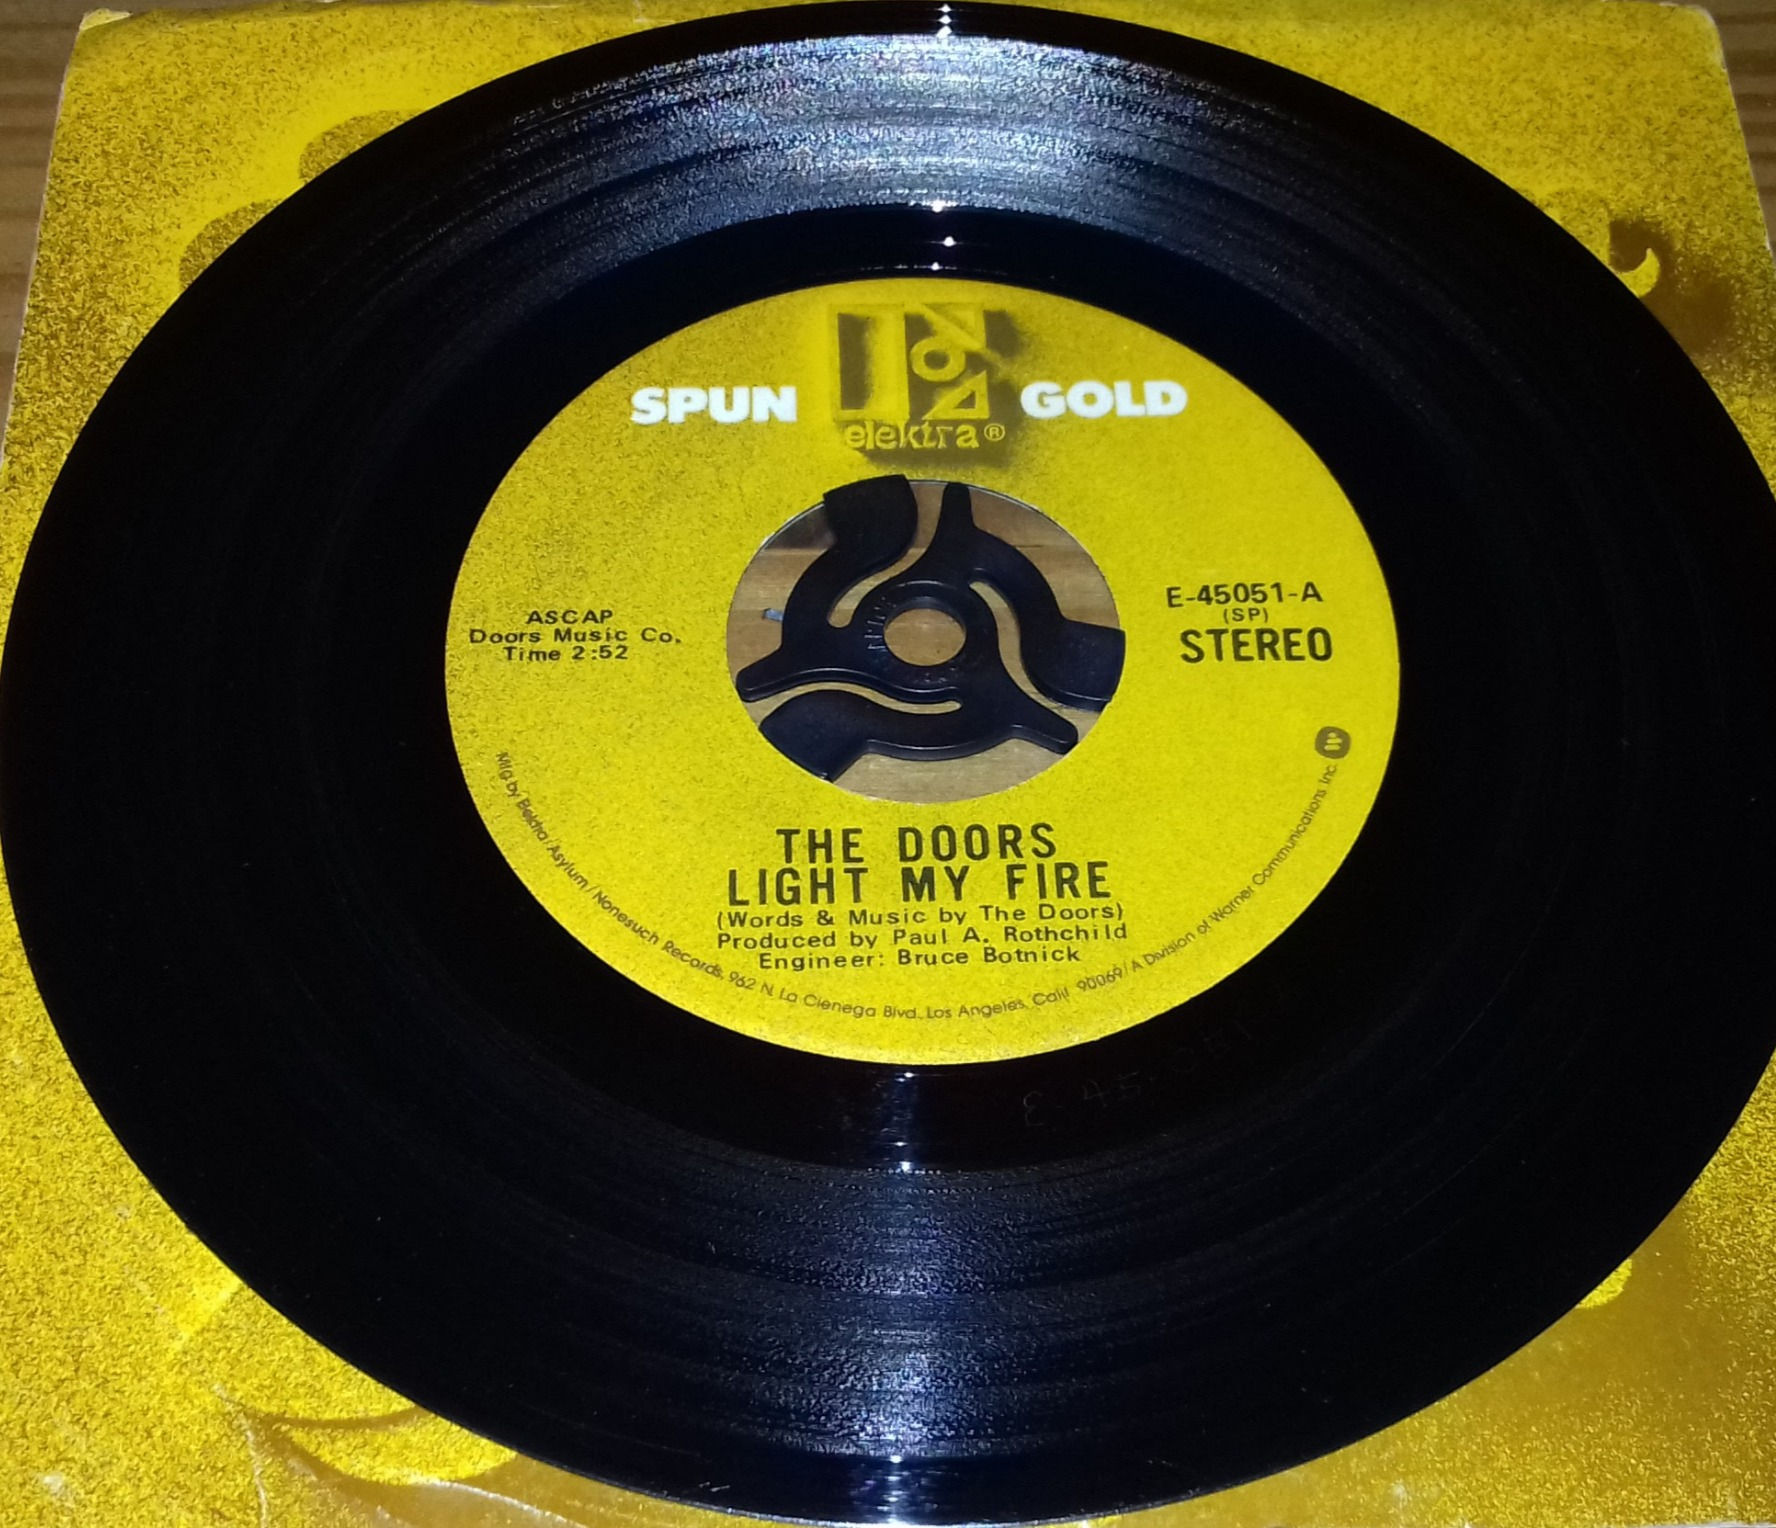 SPUN GOLD
elektra®
ASCAP
Doors Music Co.
Time 2:52
E-45051-A
(SP)
STEREO
THE DOORS
LIGHT MY FIRE
(Words & Music by The Doors)
Produced by Paul A. Rothchild
Engineer: Bruce Botnick
Mfg by Elektra/Asylum/Nonesuch Records, 962 N. La Cienega Blvd., Los Angeles, Calif. 90069/A Division of Warner Communications Inc.
E-45051